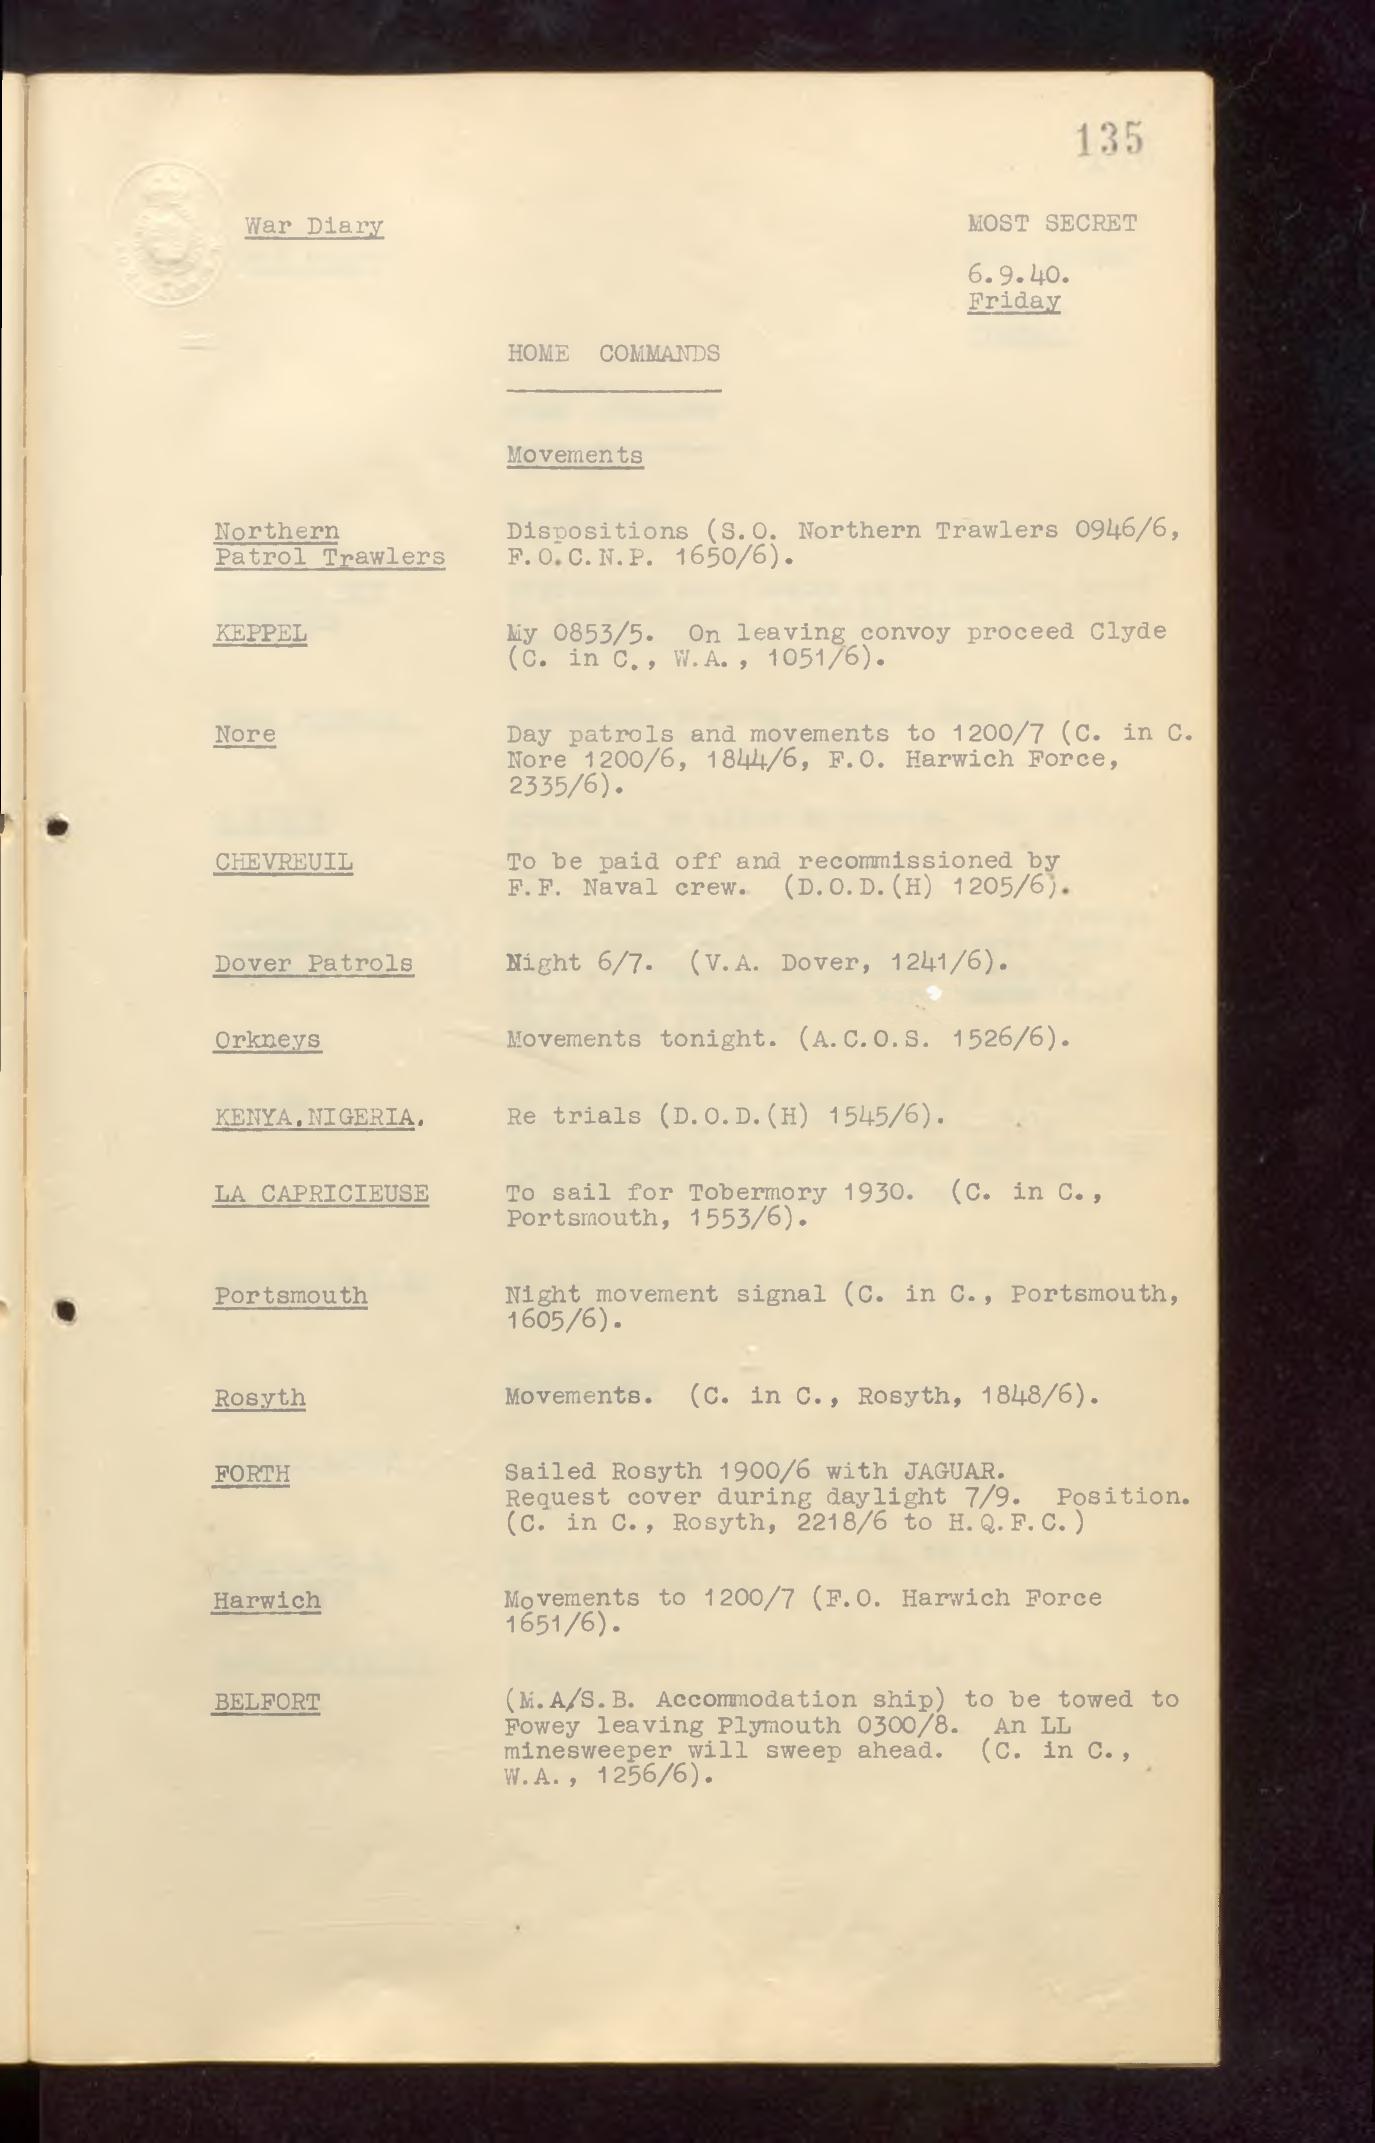 135
War Diary
MOST SECRET
6.9.40.
Friday
HOME COMMANDS
Movements
Northern
Patrol Trawlers
Dispositions (S.O. Northern Trawlers 0946/6,
F.O.C.N.P. 1650/6).
KEPPEL
My 0853/5. On leaving convoy proceed Clyde
(C. in C., W.A., 1051/6).
Nore
Day patrols and movements to 1200/7 (C. in C.
Nore 1200/6, 1844/6, F.O. Harwich Force,
2335/6).
CHEVREUIL
To be paid off and recommissioned by
F.F. Naval crew. (D.O.D.(H) 1205/6).
Dover Patrols
Night 6/7. (V.A. Dover, 1241/6).
Orkneys
Movements tonight. (A.C.O.S. 1526/6).
KENYA.NIGERIA.
Re trials (D.O.D.(H) 1545/6).
LA CAPRICIEUSE
To sail for Tobermory 1930. (C. in C.,
Portsmouth, 1553/6).
Portsmouth
Night movement signal (C. in C., Portsmouth,
1605/6).
Rosyth
Movements. (C. in C., Rosyth, 1848/6).
FORTH
Sailed Rosyth 1900/6 with JAGUAR.
Request cover during daylight 7/9. Position.
(C. in C., Rosyth, 2218/6 to H.Q.F.C.)
Harwich
Movements to 1200/7 (F.O. Harwich Force
1651/6).
BELFORT
(M.A/S.B. Accommodation ship) to be towed to
Fowey leaving Plymouth 0300/8. An LL
minesweeper will sweep ahead. (C. in C.,
W.A., 1256/6).